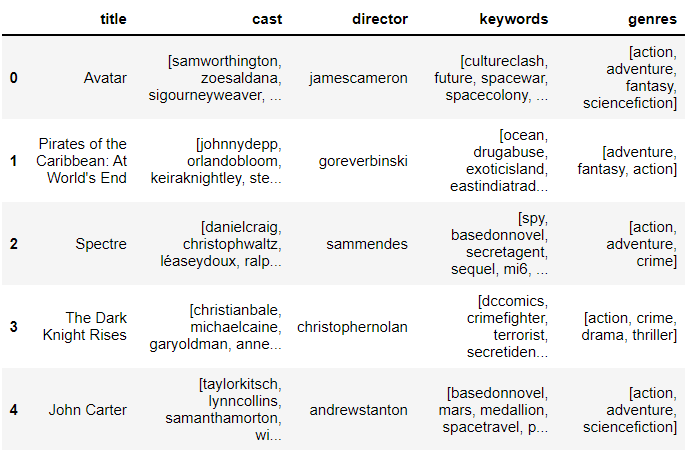 title cast director keywords genres
[samworthington, [cultureclash, [action,
0 Avatar zoesaldana, jamescameron future, spacewar, adventure,
sigourneyweaver, ... spacecolony, ... fantasy,
sciencefiction]
Pirates of the [johnnydepp, [ocean,
1 Caribbean: At orlandobloom, goreverbinski drugabuse, [adventure,
World's End keiraknightley, ste... exoticisland, fantasy, action]
eastindiatrad...
[danielcraig, [spy, [action,
2 Spectre christophwaltz, sammendes basedonnovel, adventure,
léaseydoux, ralp... secretagent, crime]
sequel, mi6, ...
The Dark [christianbale, [dccomics, [action, crime,
3 Knight Rises michaelcaine, christophernolan crimefighter, drama, thriller]
garyoldman, anne... terrorist,
secretiden...
[taylorkitsch, [basedonnovel, [action,
4 John Carter lynncollins, andrewstanton mars, medallion, adventure,
samanthamorton, spacetravel, p... sciencefiction]
wi...